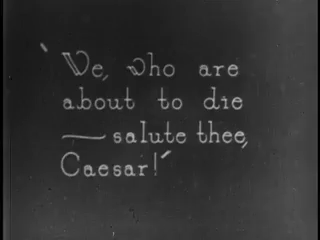 'We, who are
about to die
— salute thee,
Caesar!'